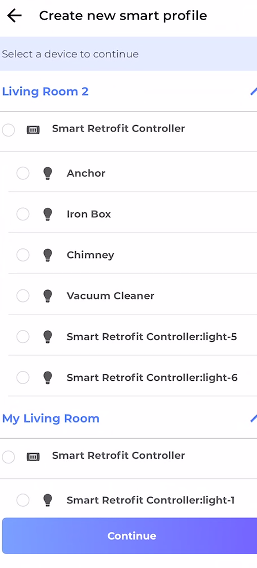 Create new smart profile
Select a device to continue
Living Room 2
Smart Retrofit Controller
Anchor
Iron Box
Chimney
Vacuum Cleaner
Smart Retrofit Controller:light-5
Smart Retrofit Controller:light-6
My Living Room
Smart Retrofit Controller
Smart Retrofit Controller:light-1
Continue